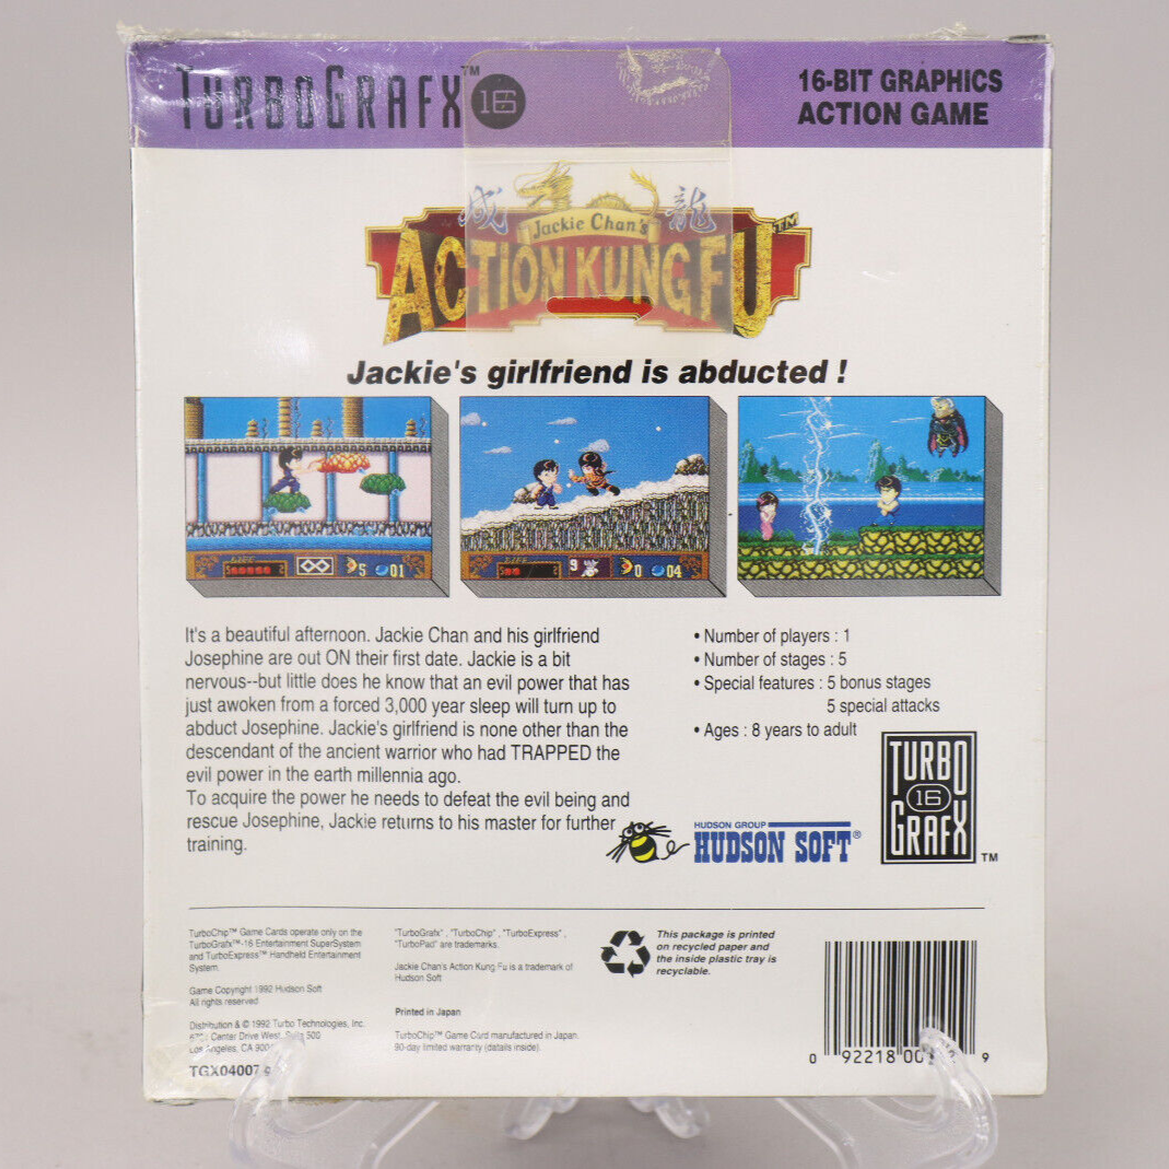 TURBOGRAFX™ 16
16-BIT GRAPHICS
ACTION GAME
成 龍
Jackie Chan's
ACTION KUNG FU™
Jackie's girlfriend is abducted !
LIFE
5 01
LIFE
9 0 04
It's a beautiful afternoon. Jackie Chan and his girlfriend
Josephine are out ON their first date. Jackie is a bit
nervous--but little does he know that an evil power that has
just awoken from a forced 3,000 year sleep will turn up to
abduct Josephine. Jackie's girlfriend is none other than the
descendant of the ancient warrior who had TRAPPED the
evil power in the earth millennia ago.
To acquire the power he needs to defeat the evil being and
rescue Josephine, Jackie returns to his master for further
training.
• Number of players : 1
• Number of stages : 5
• Special features : 5 bonus stages
5 special attacks
• Ages : 8 years to adult
HUDSON GROUP
HUDSON SOFT®
TURBO
16
GRAFX
™
TurboChip™ Game Cards operate only on the
TurboGrafx™-16 Entertainment SuperSystem
and TurboExpress™ Handheld Entertainment
System.
Game Copyright 1992 Hudson Soft
All rights reserved
Distribution & © 1992 Turbo Technologies, Inc.
Center Drive West, 500
Los Angeles, CA
TGX04007
"TurboGrafx", "TurboChip", "TurboExpress",
"TurboPad" are trademarks.
Jackie Chan's Action Kung Fu is a trademark of
Hudson Soft
Printed in Japan
TurboChip™ Game Card manufactured in Japan.
90-day limited warranty (details inside).
This package is printed
on recycled paper and
the inside plastic tray is
recyclable.
0 92218 00 9